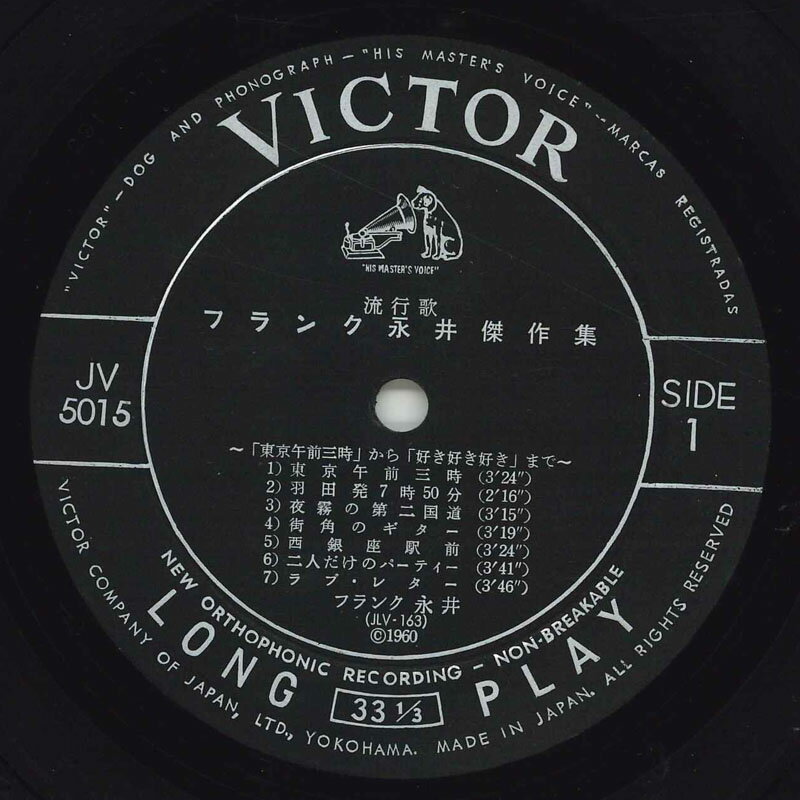 "VICTOR"–DOG AND PHONOGRAPH–"HIS MASTER'S VOICE"–MARCAS REGISTRADAS
VICTOR
"HIS MASTER'S VOICE"
流行歌
フランク永井傑作集
JV
5015
SIDE
1
〜「東京午前三時」から「好き好き好き」まで〜
1) 東京午前三時 (3′24″)
2) 羽田発7時50分 (2′16″)
3) 夜霧の第二国道 (3′15″)
4) 街角のギター (3′19″)
5) 西銀座駅前 (3′24″)
6) 二人だけのパーティー (3′41″)
7) ラブ・レター (3′46″)
フランク永井
(JLV-163)
©1960
NEW ORTHOPHONIC RECORDING – NON-BREAKABLE
LONG PLAY
33 1/3
VICTOR COMPANY OF JAPAN, LTD., YOKOHAMA. MADE IN JAPAN. ALL RIGHTS RESERVED